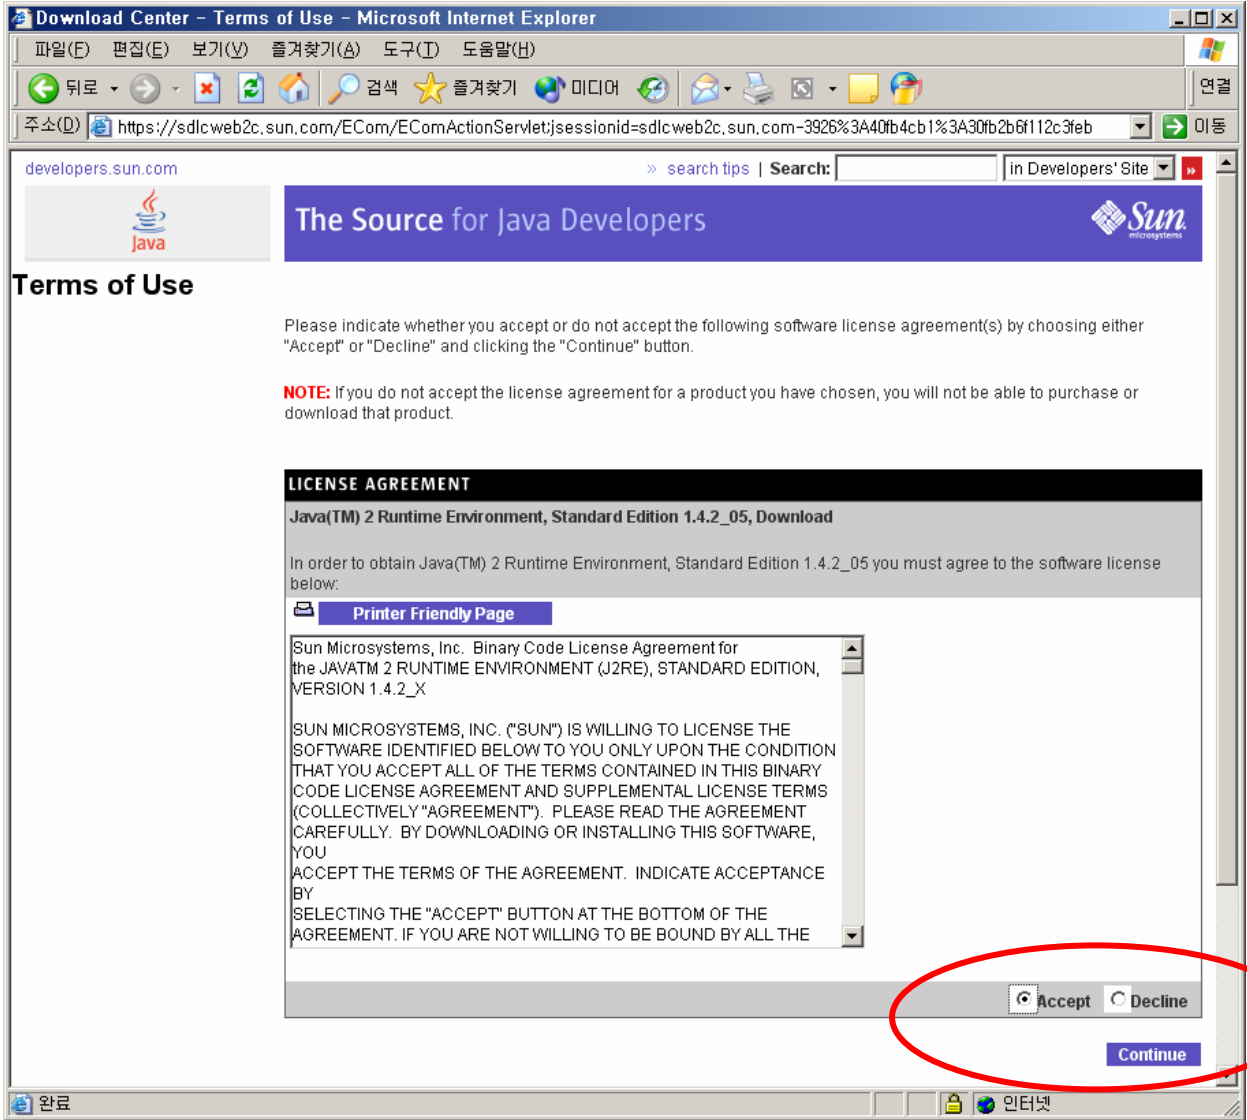 Download Center - Terms of Use - Microsoft Internet Explorer
파일(F) 편집(E) 보기(V) 즐겨찾기(A) 도구(T) 도움말(H)
뒤로 검색 즐겨찾기 미디어 연결
주소(D) https://sdlcweb2c.sun.com/ECom/EComActionServlet;jsessionid=sdlcweb2c.sun.com-3926%3A40fb4cb1%3A30fb2b6f112c3feb 이동
developers.sun.com » search tips | Search: in Developers' Site »
Java The Source for Java Developers Sun microsystems
Terms of Use
Please indicate whether you accept or do not accept the following software license agreement(s) by choosing either
"Accept" or "Decline" and clicking the "Continue" button.
NOTE: If you do not accept the license agreement for a product you have chosen, you will not be able to purchase or
download that product.
LICENSE AGREEMENT
Java(TM) 2 Runtime Environment, Standard Edition 1.4.2_05, Download
In order to obtain Java(TM) 2 Runtime Environment, Standard Edition 1.4.2_05 you must agree to the software license
below:
Printer Friendly Page
Sun Microsystems, Inc. Binary Code License Agreement for
the JAVATM 2 RUNTIME ENVIRONMENT (J2RE), STANDARD EDITION,
VERSION 1.4.2_X
SUN MICROSYSTEMS, INC. ("SUN") IS WILLING TO LICENSE THE
SOFTWARE IDENTIFIED BELOW TO YOU ONLY UPON THE CONDITION
THAT YOU ACCEPT ALL OF THE TERMS CONTAINED IN THIS BINARY
CODE LICENSE AGREEMENT AND SUPPLEMENTAL LICENSE TERMS
(COLLECTIVELY "AGREEMENT"). PLEASE READ THE AGREEMENT
CAREFULLY. BY DOWNLOADING OR INSTALLING THIS SOFTWARE,
YOU
ACCEPT THE TERMS OF THE AGREEMENT. INDICATE ACCEPTANCE
BY
SELECTING THE "ACCEPT" BUTTON AT THE BOTTOM OF THE
AGREEMENT. IF YOU ARE NOT WILLING TO BE BOUND BY ALL THE
Accept Decline
Continue
완료 인터넷